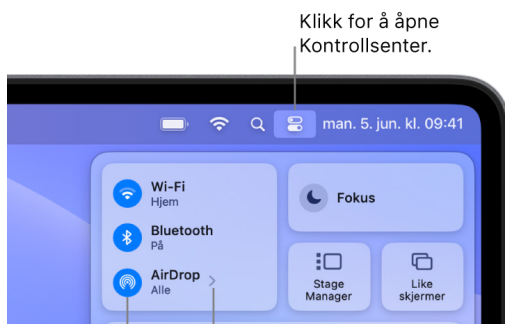 Klikk for å åpne
Kontrollsenter.
man. 5. jun. kl. 09:41
Wi-Fi
Hjem
Bluetooth
På
AirDrop
Alle
Fokus
Stage
Manager
Like
skjermer